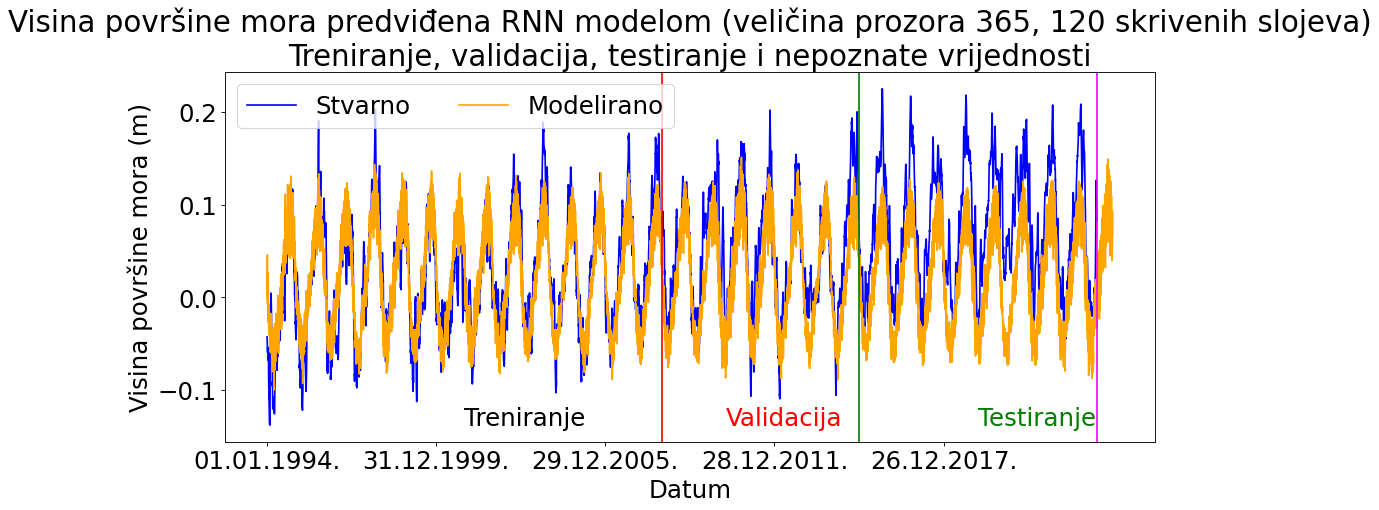 Visina površine mora predviđena RNN modelom (veličina prozora 365, 120 skrivenih slojeva)
Treniranje, validacija, testiranje i nepoznate vrijednosti
Stvarno Modelirano
Visina površine mora (m)
0.2
0.1
0.0
−0.1
Treniranje Validacija Testiranje
01.01.1994. 31.12.1999. 29.12.2005. 28.12.2011. 26.12.2017.
Datum